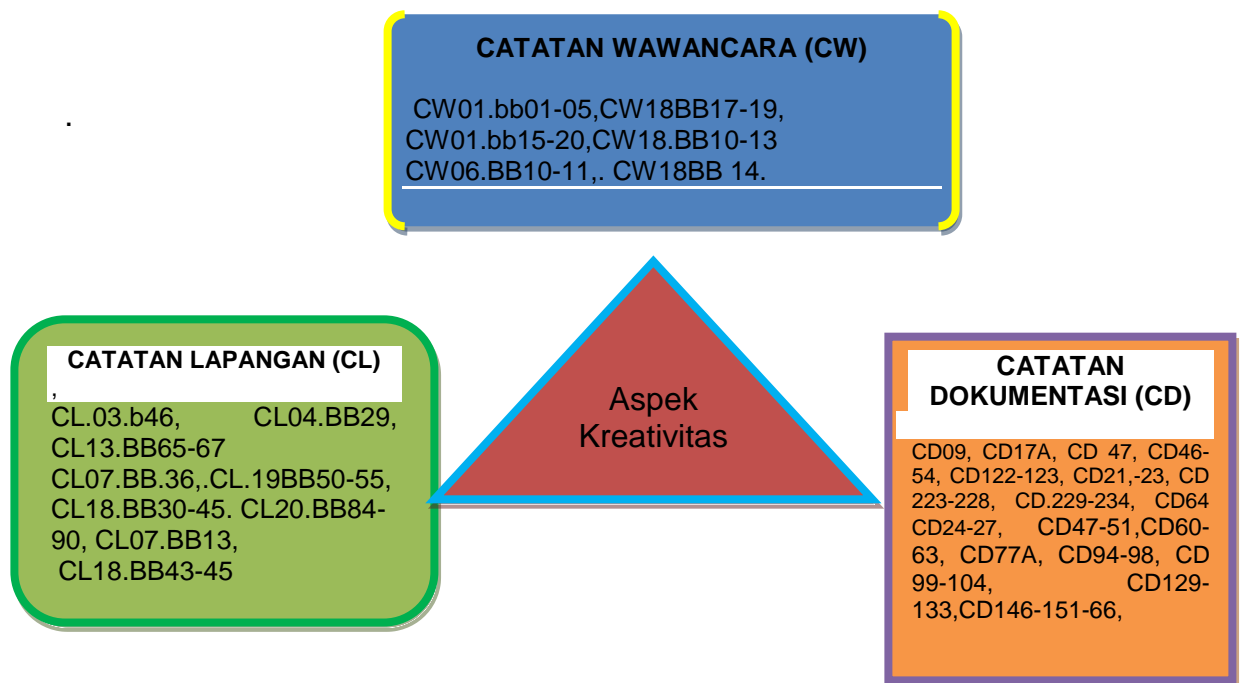 CATATAN WAWANCARA (CW)
CW01.bb01-05,CW18BB17-19,
CW01.bb15-20,CW18.BB10-13
CW06.BB10-11,. CW18BB 14.
.
CATATAN LAPANGAN (CL)
,
CL.03.b46, CL04.BB29,
CL13.BB65-67
CL07.BB.36,.CL.19BB50-55,
CL18.BB30-45. CL20.BB84-
90, CL07.BB13,
CL18.BB43-45
Aspek
Kreativitas
CATATAN
DOKUMENTASI (CD)
CD09, CD17A, CD 47, CD46-
54, CD122-123, CD21,-23, CD
223-228, CD.229-234, CD64
CD24-27, CD47-51,CD60-
63, CD77A, CD94-98, CD
99-104, CD129-
133,CD146-151-66,